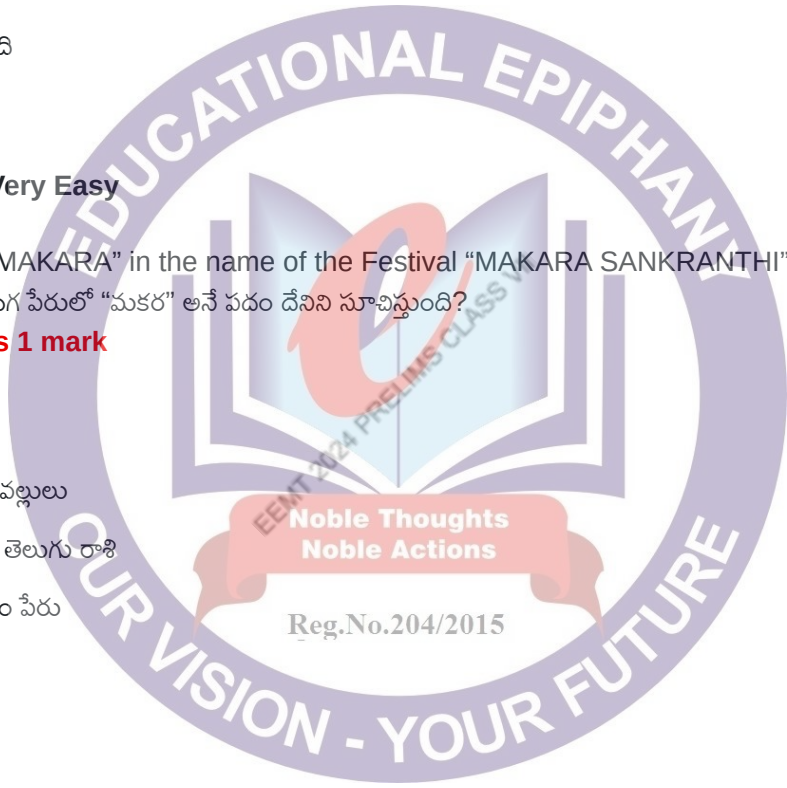 ది
Very Easy
MAKARA” in the name of the Festival “MAKARA SANKRANTHI”
పేరులో “మకర” అనే పదం దేనిని సూచిస్తుంది?
s 1 mark
వల్లులు
తెలుగు రాశి
పేరు
EDUCATIONAL EPIPHANY
EEMT 2024 PRELIMS CLASS VII
Noble Thoughts
Noble Actions
Reg.No.204/2015
OUR VISION - YOUR FUTURE